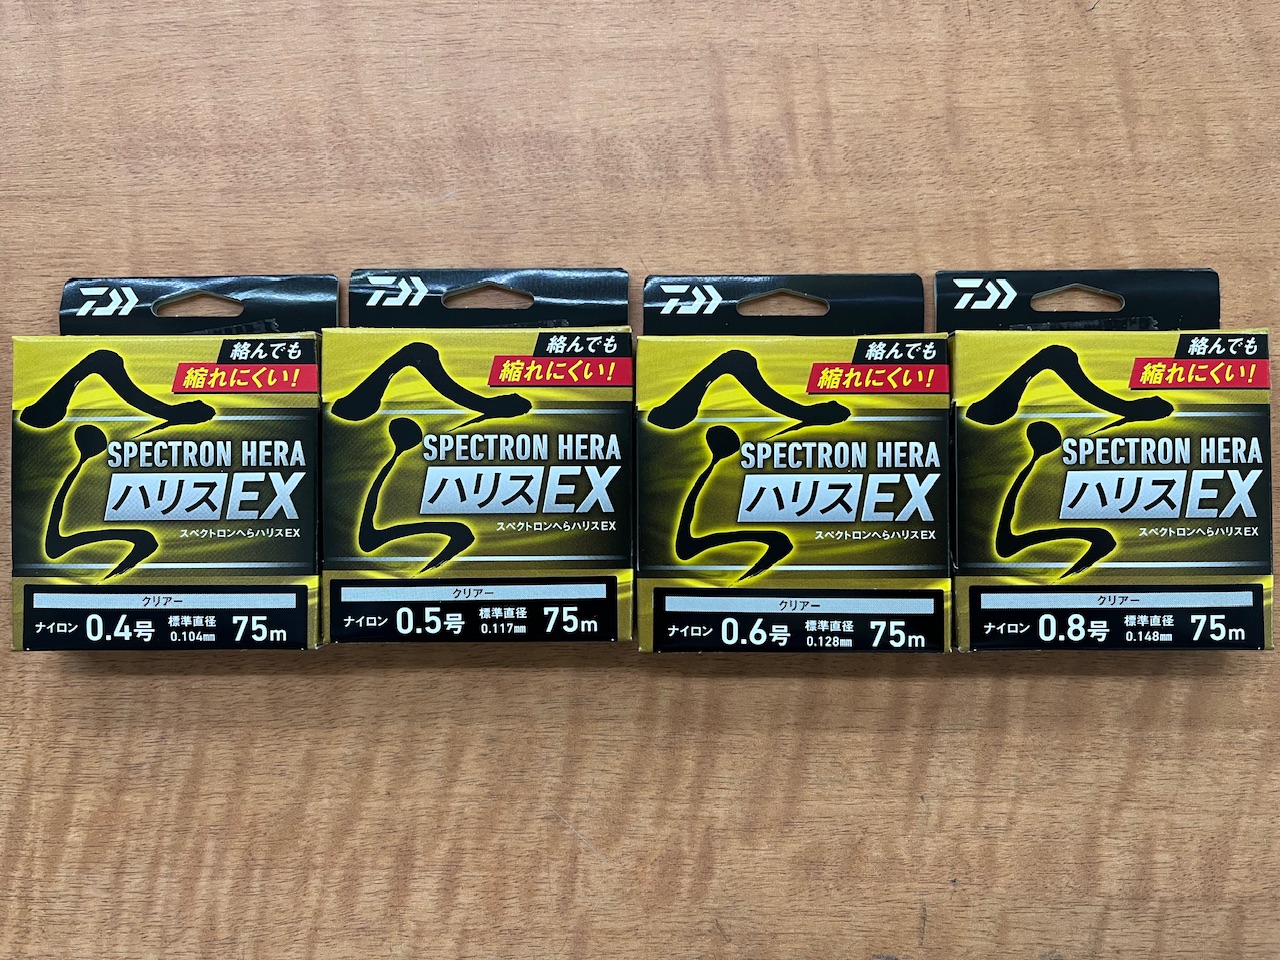 絡んでも
縮れにくい!
へら
SPECTRON HERA
ハリスEX
スペクトロンへらハリスEX
クリアー
ナイロン 0.4号 標準直径 0.104mm 75m
絡んでも
縮れにくい!
へら
SPECTRON HERA
ハリスEX
スペクトロンへらハリスEX
クリアー
ナイロン 0.5号 標準直径 0.117mm 75m
絡んでも
縮れにくい!
へら
SPECTRON HERA
ハリスEX
スペクトロンへらハリスEX
クリアー
ナイロン 0.6号 標準直径 0.128mm 75m
絡んでも
縮れにくい!
へら
SPECTRON HERA
ハリスEX
スペクトロンへらハリスEX
クリアー
ナイロン 0.8号 標準直径 0.148mm 75m